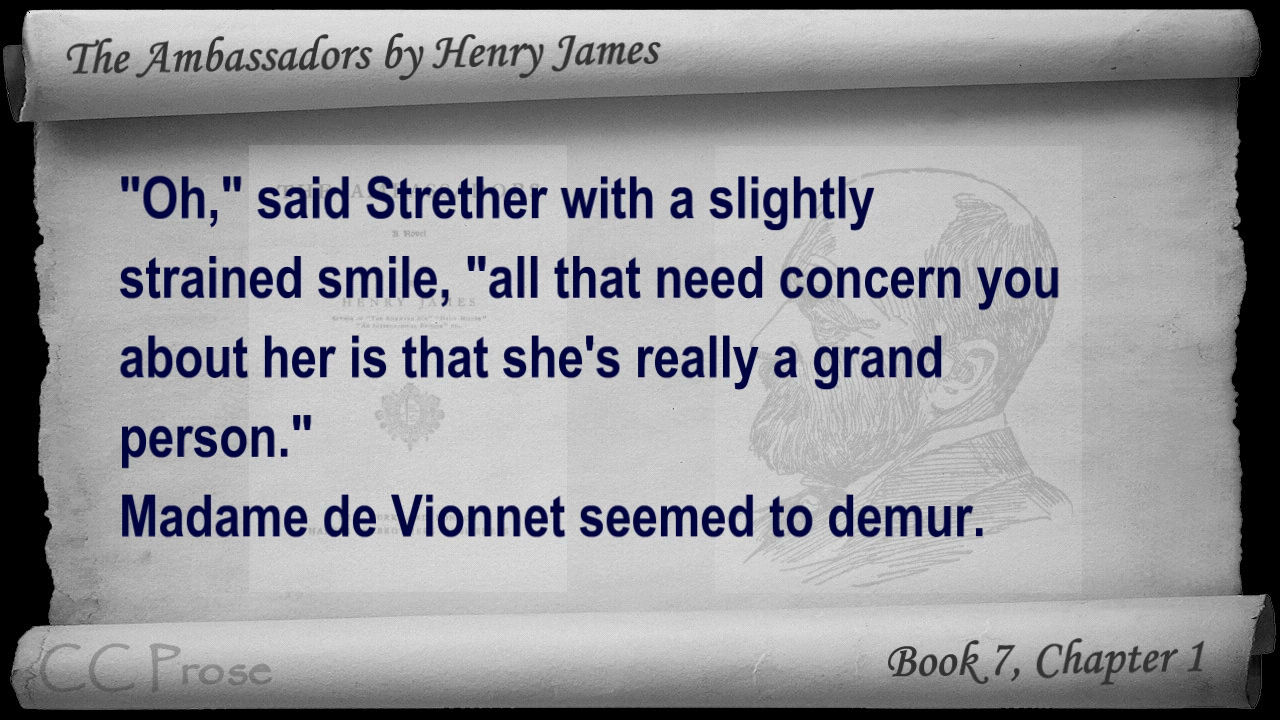 The Ambassadors by Henry James
"Oh," said Strether with a slightly
strained smile, "all that need concern you
about her is that she's really a grand
person."
Madame de Vionnet seemed to demur.
CC Prose
Book 7, Chapter 1